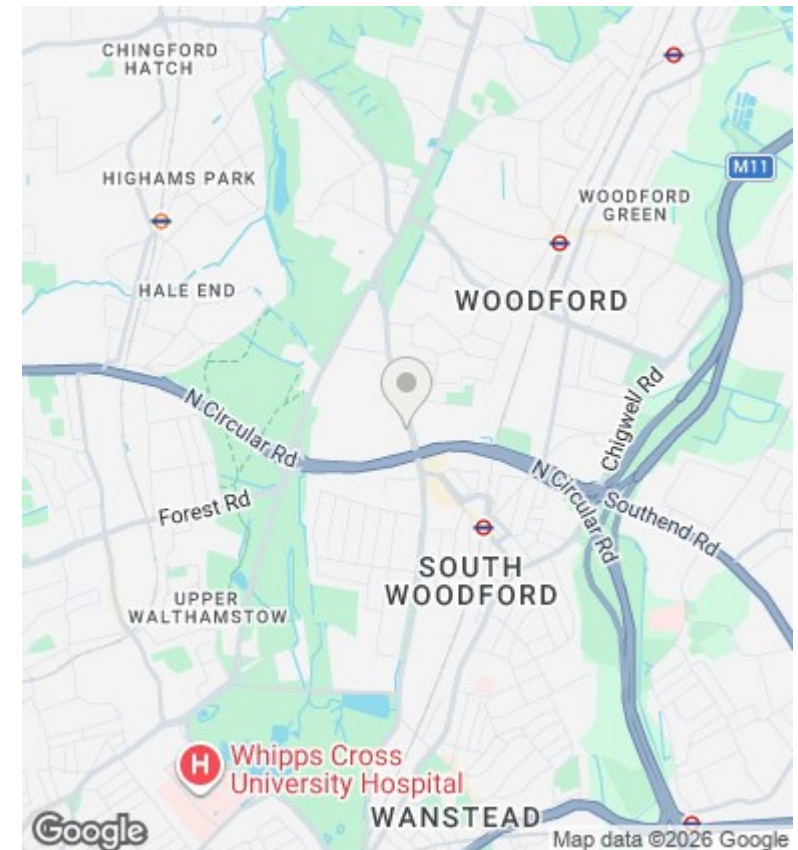 CHINGFORD
HATCH
M11
HIGHAMS PARK
WOODFORD
GREEN
HALE END
WOODFORD
Chigwell Rd
N Circular Rd
N Circular Rd
Southend Rd
Forest Rd
SOUTH
WOODFORD
UPPER
WALTHAMSTOW
H
Whipps Cross
University Hospital
WANSTEAD
Google
Map data ©2026 Google